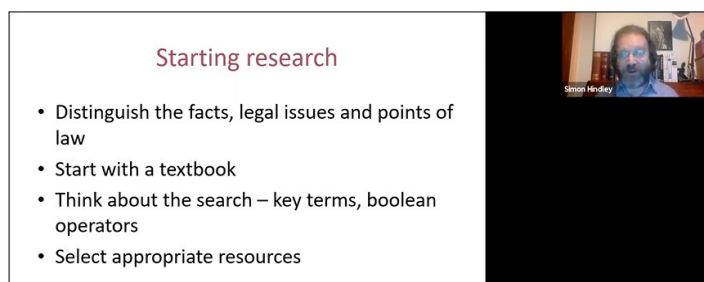 Starting research
• Distinguish the facts, legal issues and points of
law
• Start with a textbook
• Think about the search – key terms, boolean
operators
• Select appropriate resources
Simon Hindley